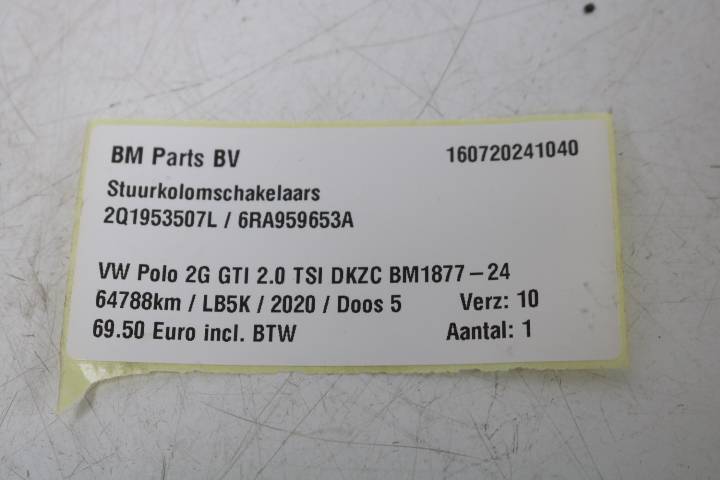 BM Parts BV 160720241040
Stuurkolomschakelaars
2Q1953507L / 6RA959653A
VW Polo 2G GTI 2.0 TSI DKZC BM1877-24
64788km / LB5K / 2020 / Doos 5 Verz: 10
69.50 Euro incl. BTW Aantal: 1